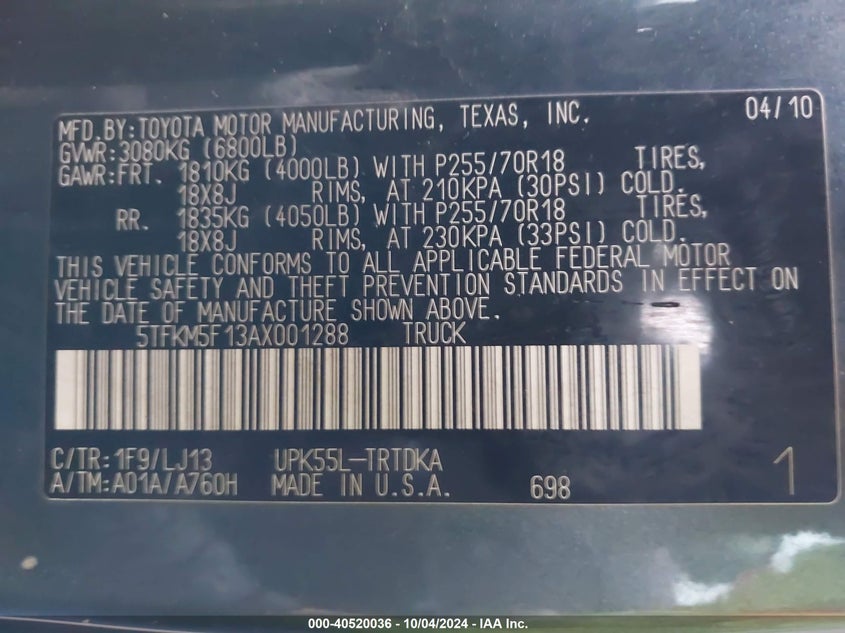 MFD.BY:TOYOTA MOTOR MANUFACTURING, TEXAS, INC. 04/10
GVWR:3080KG (6800LB)
GAWR:FRT. 1810KG (4000LB) WITH P255/70R18 TIRES,
18X8J RIMS, AT 210KPA (30PSI) COLD.
RR. 1835KG (4050LB) WITH P255/70R18 TIRES,
18X8J RIMS, AT 230KPA (33PSI) COLD.
THIS VEHICLE CONFORMS TO ALL APPLICABLE FEDERAL MOTOR
VEHICLE SAFETY AND THEFT PREVENTION STANDARDS IN EFFECT ON
THE DATE OF MANUFACTURE SHOWN ABOVE.
5TFKM5F13AX001288 TRUCK
C/TR:1F9/LJ13 UPK55L-TRTDKA
A/TM:A01A/A760H MADE IN U.S.A. 698 1
000-40520036 - 10/04/2024 - IAA Inc.